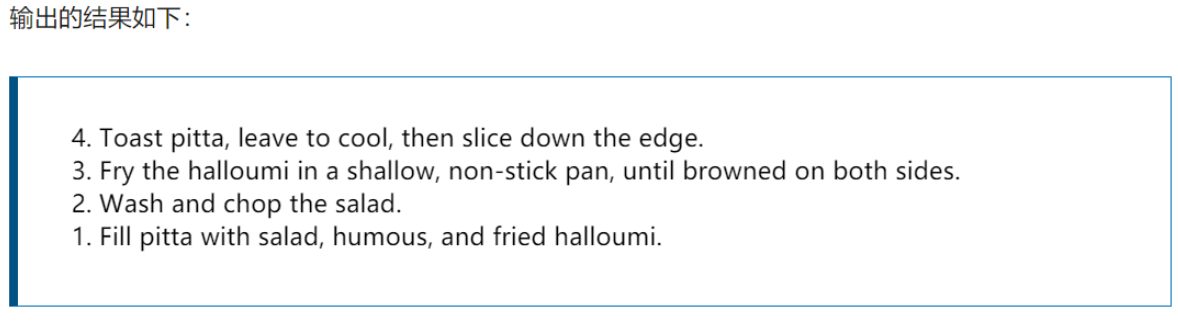 输出的结果如下：
4. Toast pitta, leave to cool, then slice down the edge.
3. Fry the halloumi in a shallow, non-stick pan, until browned on both sides.
2. Wash and chop the salad.
1. Fill pitta with salad, humous, and fried halloumi.